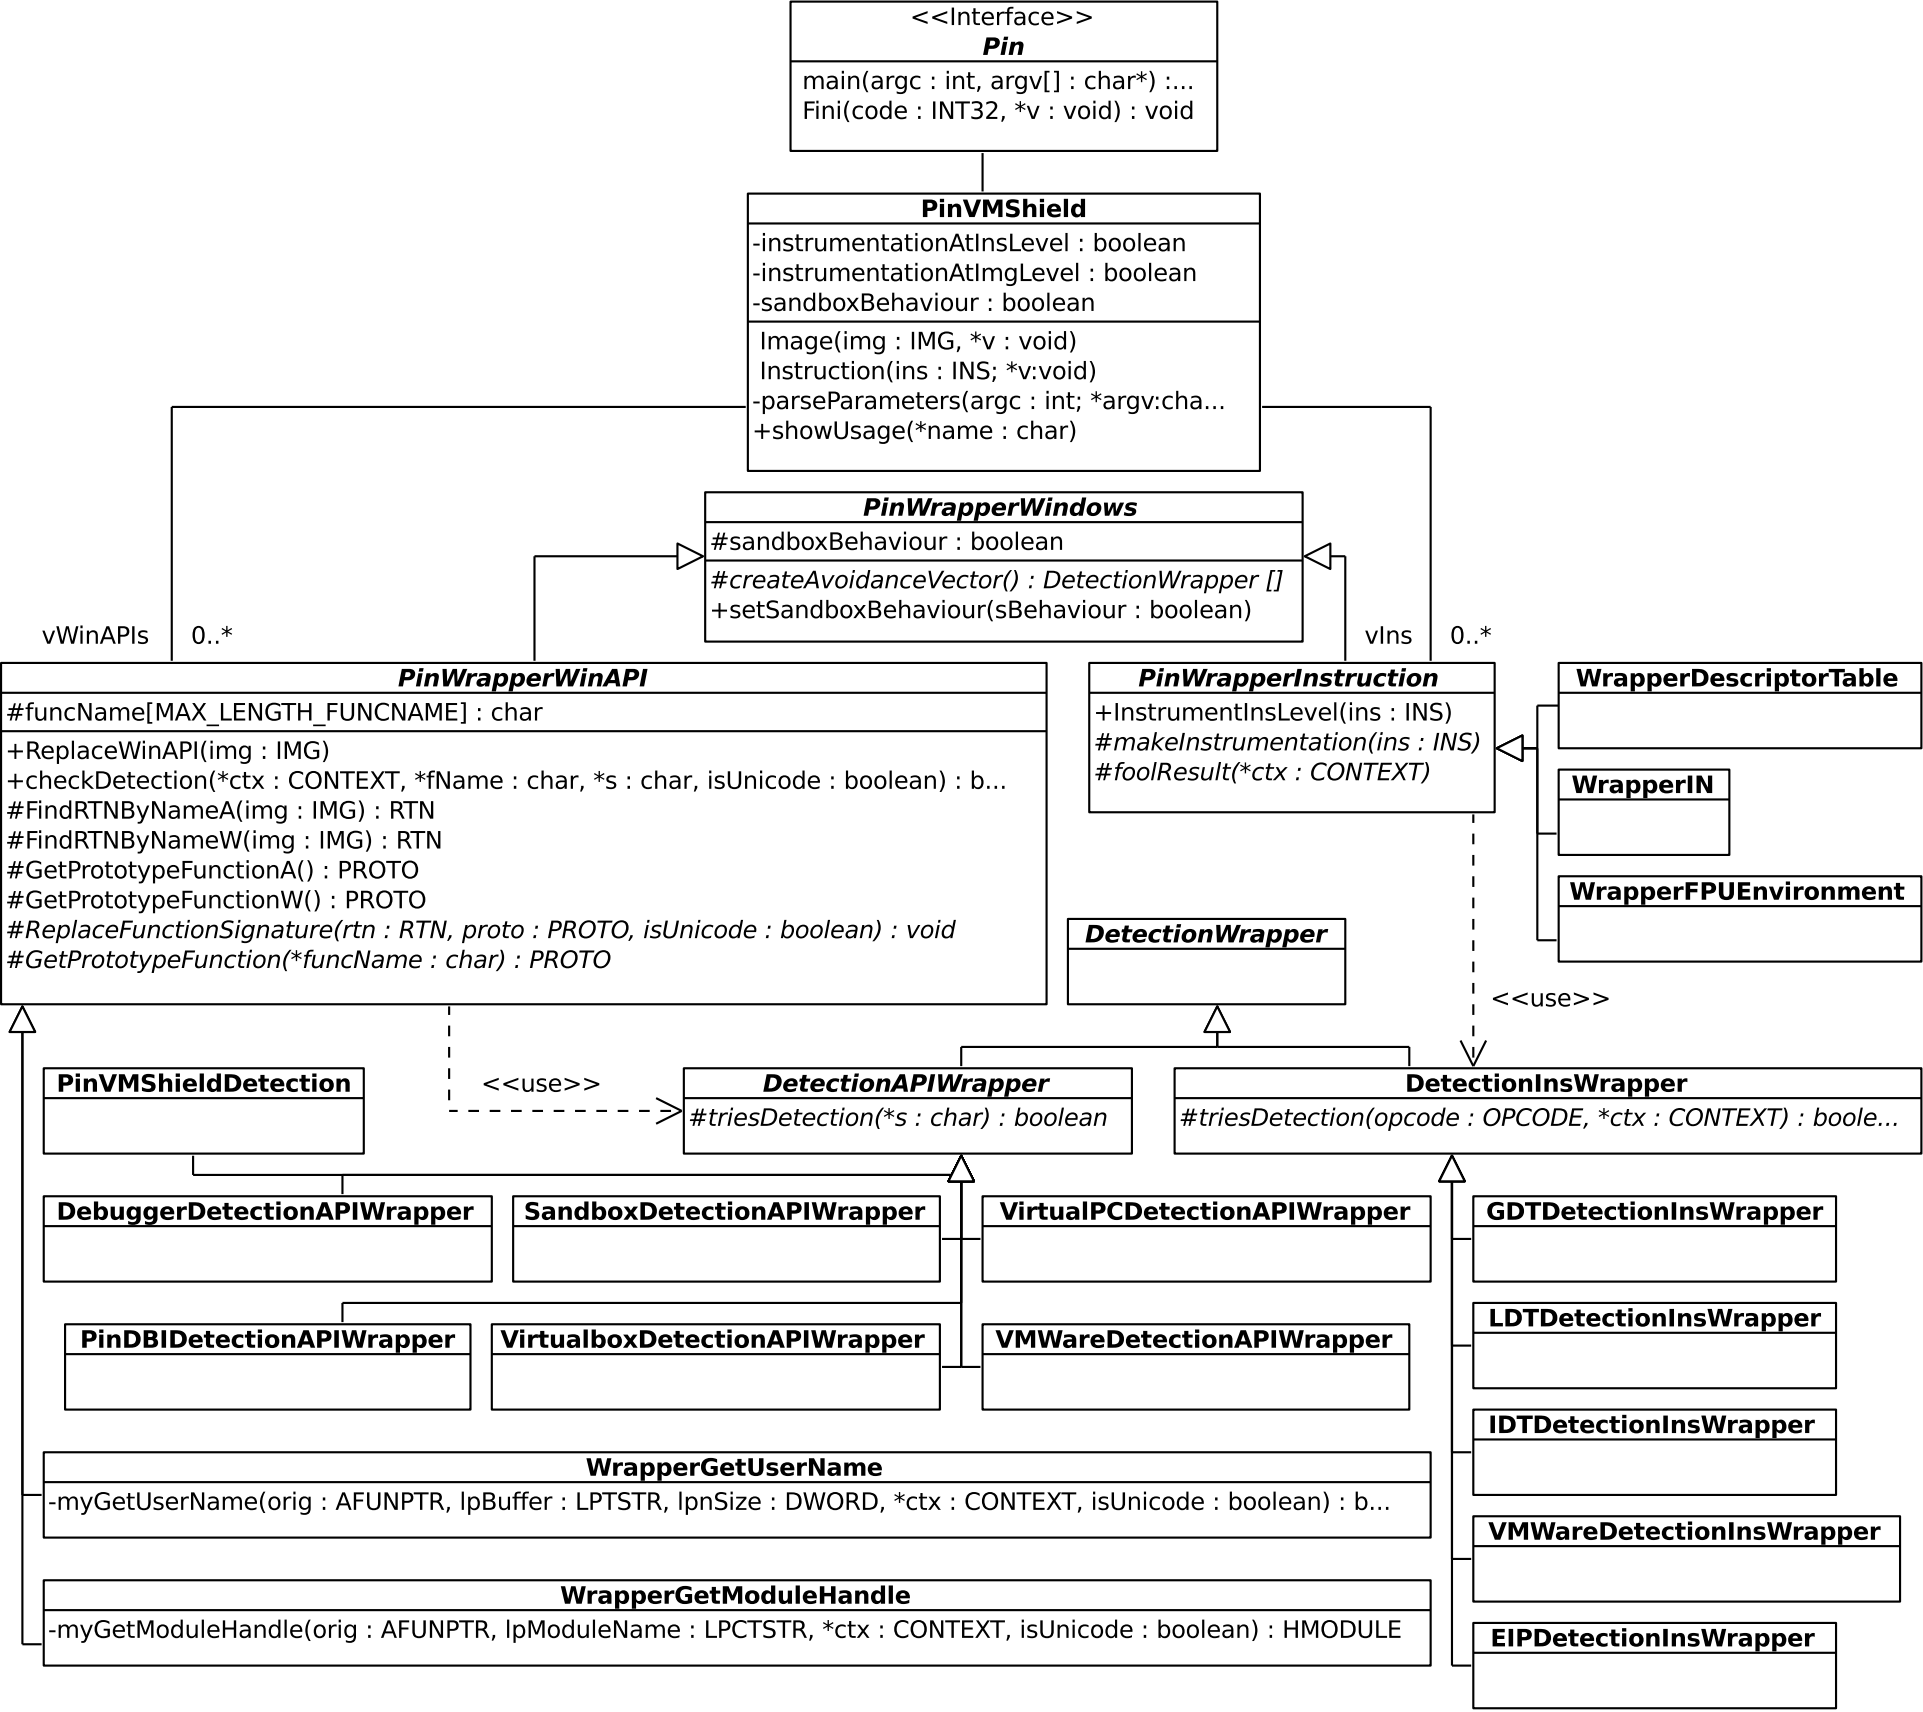 <<Interface>>
Pin
main(argc : int, argv[] : char*) :...
Fini(code : INT32, *v : void) : void
PinVMShield
-instrumentationAtInsLevel : boolean
-instrumentationAtImgLevel : boolean
-sandboxBehaviour : boolean
Image(img : IMG, *v : void)
Instruction(ins : INS; *v:void)
-parseParameters(argc : int; *argv:cha...
+showUsage(*name : char)
PinWrapperWindows
#sandboxBehaviour : boolean
#createAvoidanceVector() : DetectionWrapper []
+setSandboxBehaviour(sBehaviour : boolean)
vWinAPIs 0..*
vIns 0..*
PinWrapperWinAPI
#funcName[MAX_LENGTH_FUNCNAME] : char
+ReplaceWinAPI(img : IMG)
+checkDetection(*ctx : CONTEXT, *fName : char, *s : char, isUnicode : boolean) : b...
#FindRTNByNameA(img : IMG) : RTN
#FindRTNByNameW(img : IMG) : RTN
#GetPrototypeFunctionA() : PROTO
#GetPrototypeFunctionW() : PROTO
#ReplaceFunctionSignature(rtn : RTN, proto : PROTO, isUnicode : boolean) : void
#GetPrototypeFunction(*funcName : char) : PROTO
PinWrapperInstruction
+InstrumentInsLevel(ins : INS)
#makeInstrumentation(ins : INS)
#foolResult(*ctx : CONTEXT)
WrapperDescriptorTable
WrapperIN
WrapperFPUEnvironment
DetectionWrapper
<<use>>
<<use>>
PinVMShieldDetection
DetectionAPIWrapper
#triesDetection(*s : char) : boolean
DetectionInsWrapper
#triesDetection(opcode : OPCODE, *ctx : CONTEXT) : boole...
DebuggerDetectionAPIWrapper
SandboxDetectionAPIWrapper
VirtualPCDetectionAPIWrapper
GDTDetectionInsWrapper
PinDBIDetectionAPIWrapper
VirtualboxDetectionAPIWrapper
VMWareDetectionAPIWrapper
LDTDetectionInsWrapper
IDTDetectionInsWrapper
WrapperGetUserName
-myGetUserName(orig : AFUNPTR, lpBuffer : LPTSTR, lpnSize : DWORD, *ctx : CONTEXT, isUnicode : boolean) : b...
VMWareDetectionInsWrapper
WrapperGetModuleHandle
-myGetModuleHandle(orig : AFUNPTR, lpModuleName : LPCTSTR, *ctx : CONTEXT, isUnicode : boolean) : HMODULE
EIPDetectionInsWrapper